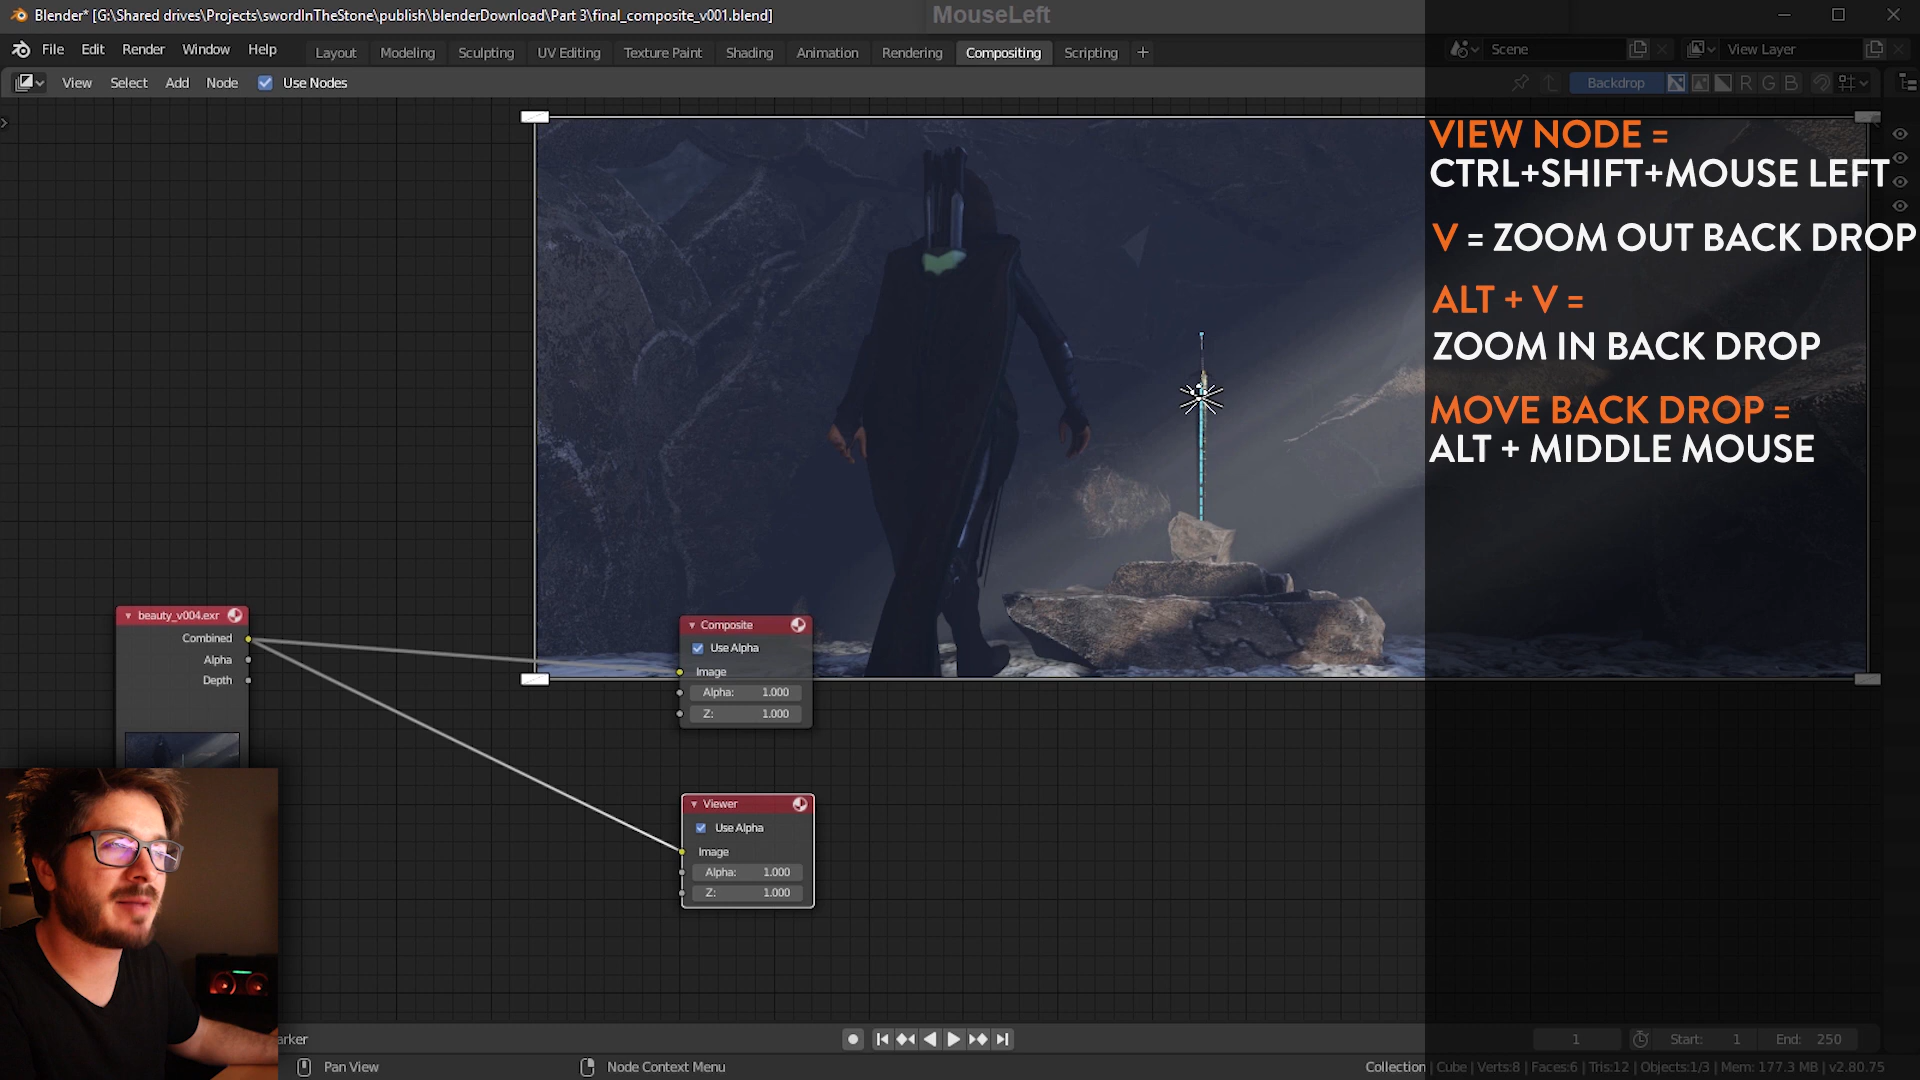 Blender* [G:\Shared drives\Projects\swordInTheStone\publish\blenderDownload\Part 3\final_composite_v001.blend]
MouseLeft
File Edit Render Window Help
Layout Modeling Sculpting UV Editing Texture Paint Shading Animation Rendering Compositing Scripting +
Scene
View Layer
View Select Add Node Use Nodes
Backdrop
R G B
VIEW NODE =
CTRL+SHIFT+MOUSE LEFT
V = ZOOM OUT BACK DROP
ALT + V =
ZOOM IN BACK DROP
MOVE BACK DROP =
ALT + MIDDLE MOUSE
beauty_v004.exr
Combined
Alpha
Depth
Composite
Use Alpha
Image
Alpha: 1.000
Z: 1.000
Viewer
Use Alpha
Image
Alpha: 1.000
Z: 1.000
arker
1
Start: 1
End: 250
Pan View
Node Context Menu
Collection | Cube | Verts:8 | Faces:6 | Tris:12 | Objects:1/3 | Mem: 177.3 MB | v2.80.75